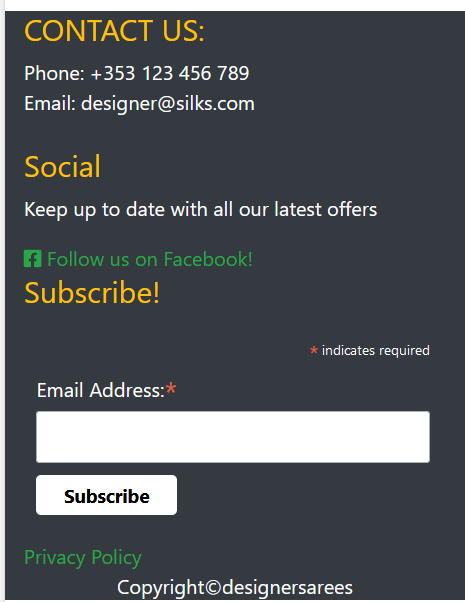 CONTACT US:
Phone: +353 123 456 789
Email: designer@silks.com
Social
Keep up to date with all our latest offers
Follow us on Facebook!
Subscribe!
* indicates required
Email Address:*
Subscribe
Privacy Policy
Copyright©designersarees